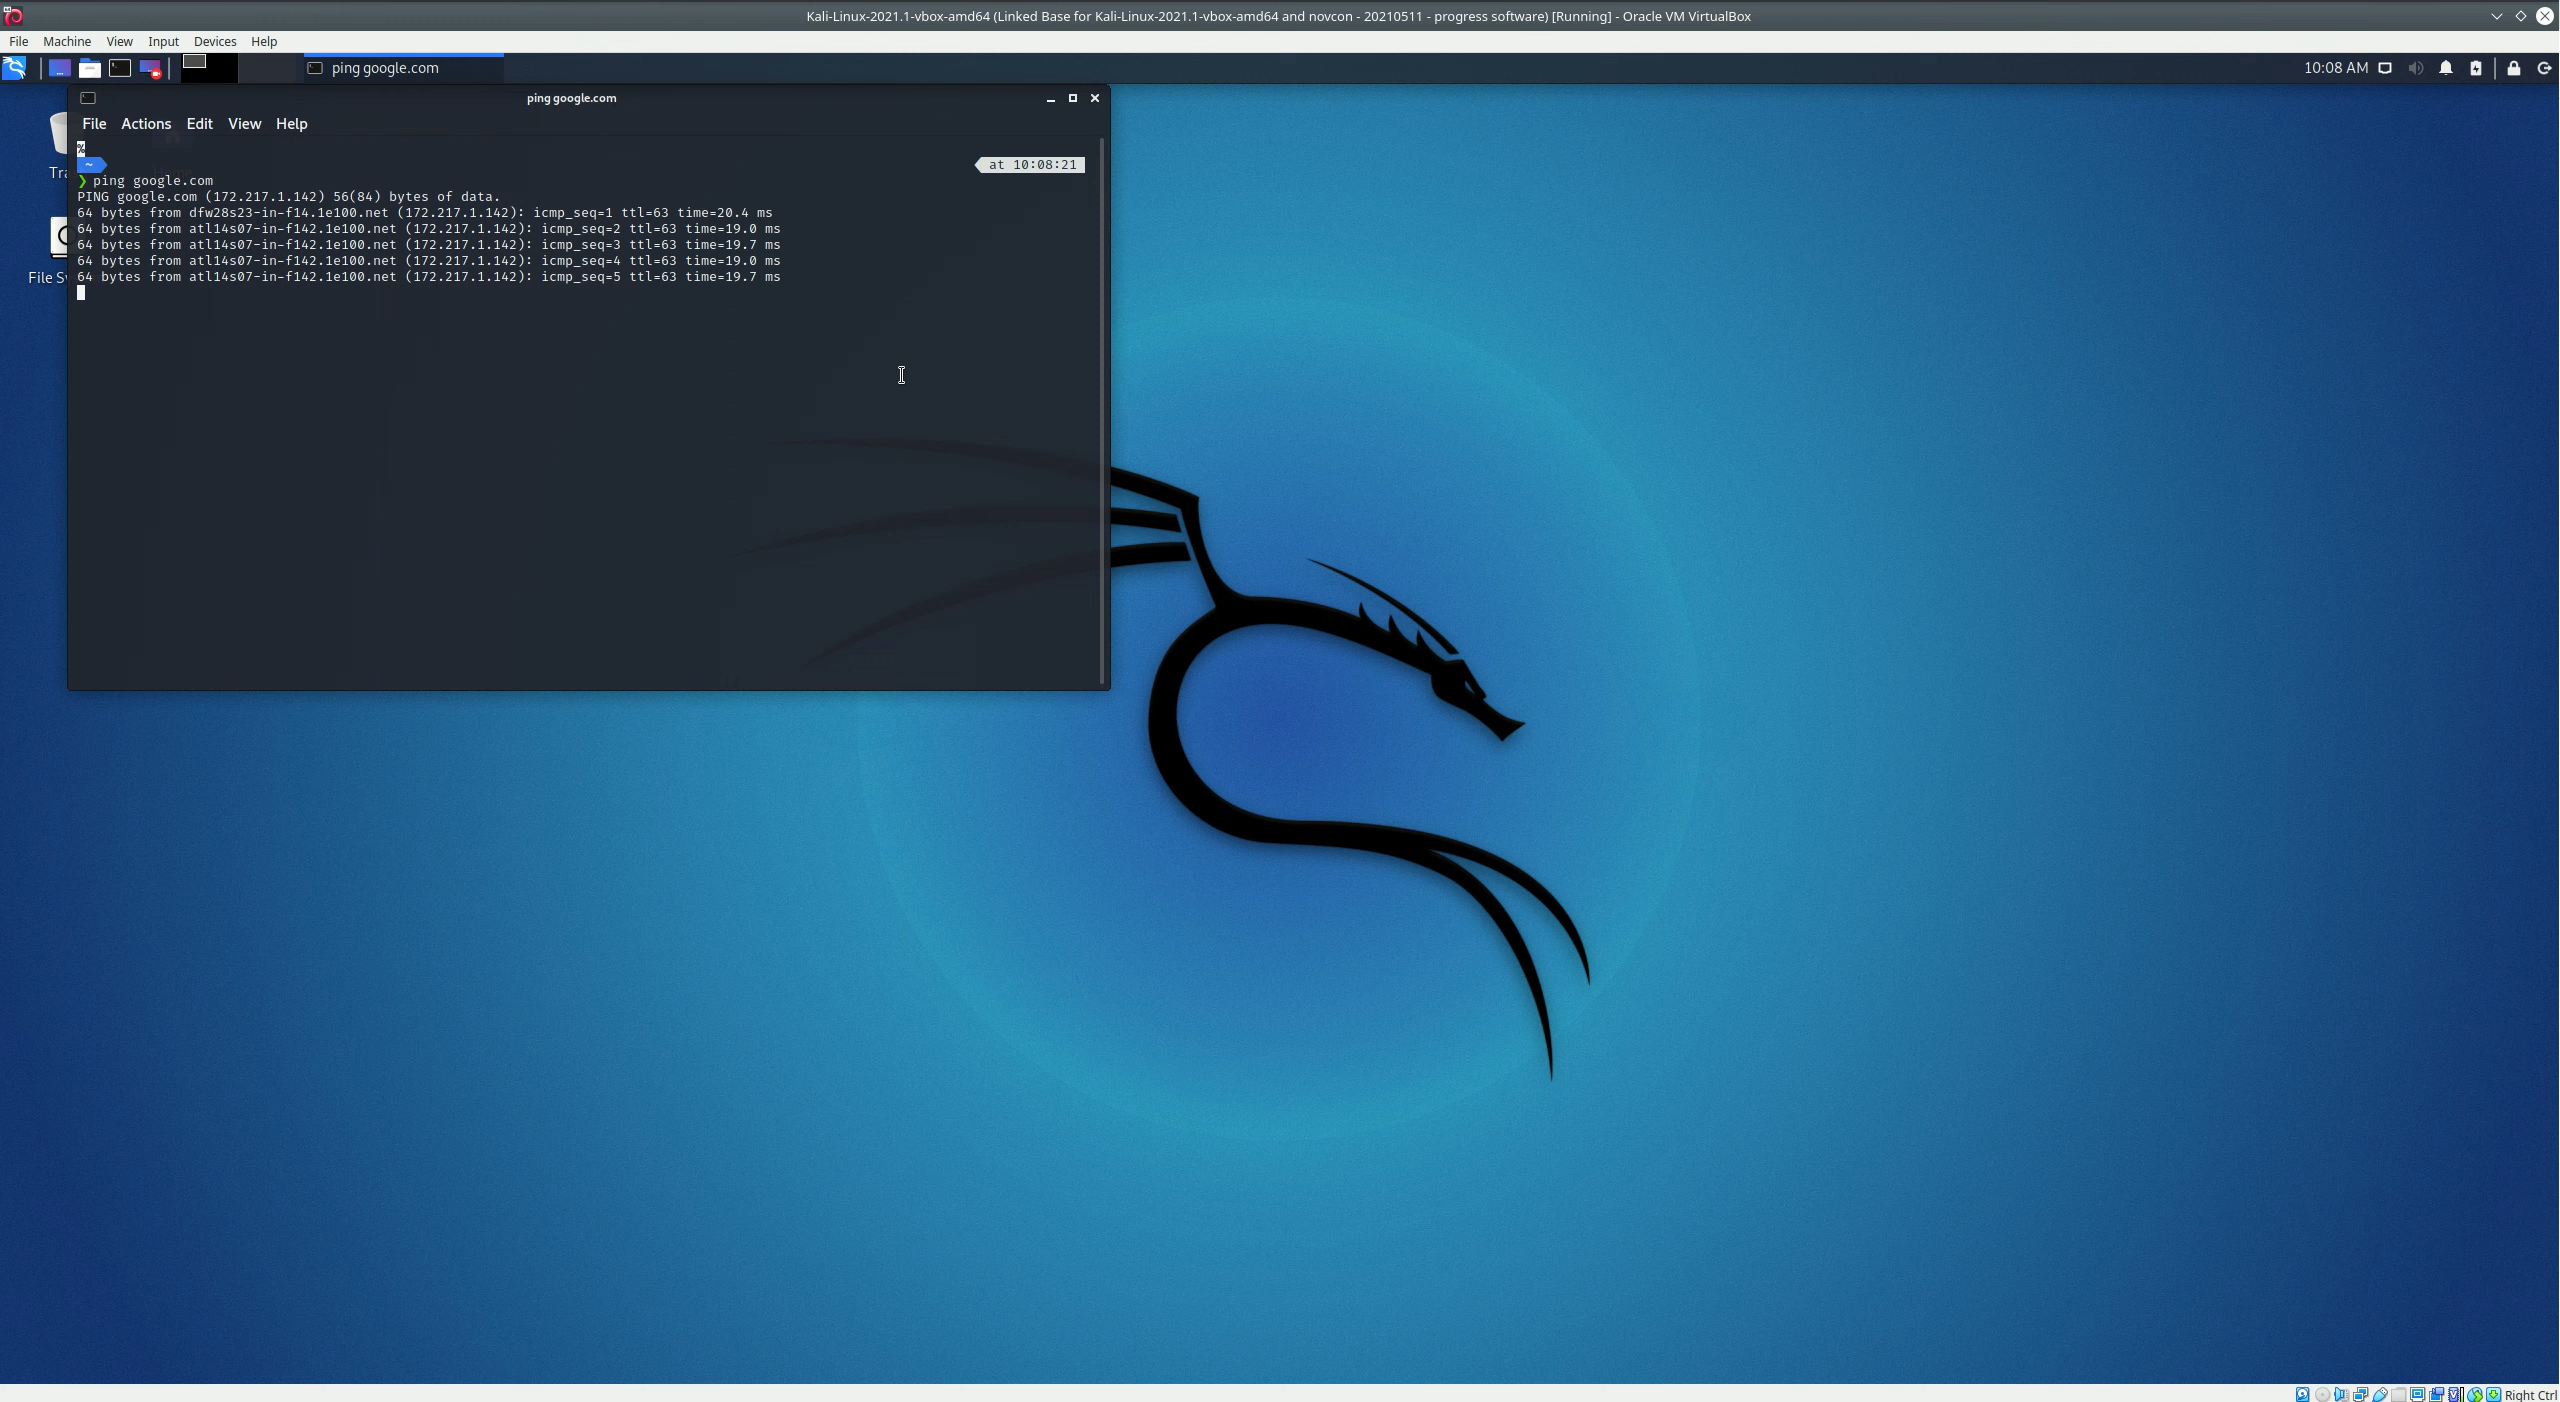 Kali-Linux-2021.1-vbox-amd64 (Linked Base for Kali-Linux-2021.1-vbox-amd64 and novcon - 20210511 - progress software) [Running] - Oracle VM VirtualBox
File Machine View Input Devices Help
ping google.com
10:08 AM
ping google.com
File Actions Edit View Help
%
~ at 10:08:21
❯ ping google.com
PING google.com (172.217.1.142) 56(84) bytes of data.
64 bytes from dfw28s23-in-f14.1e100.net (172.217.1.142): icmp_seq=1 ttl=63 time=20.4 ms
64 bytes from atl14s07-in-f142.1e100.net (172.217.1.142): icmp_seq=2 ttl=63 time=19.0 ms
64 bytes from atl14s07-in-f142.1e100.net (172.217.1.142): icmp_seq=3 ttl=63 time=19.7 ms
64 bytes from atl14s07-in-f142.1e100.net (172.217.1.142): icmp_seq=4 ttl=63 time=19.0 ms
64 bytes from atl14s07-in-f142.1e100.net (172.217.1.142): icmp_seq=5 ttl=63 time=19.7 ms
Tra
File Sy
Right Ctrl